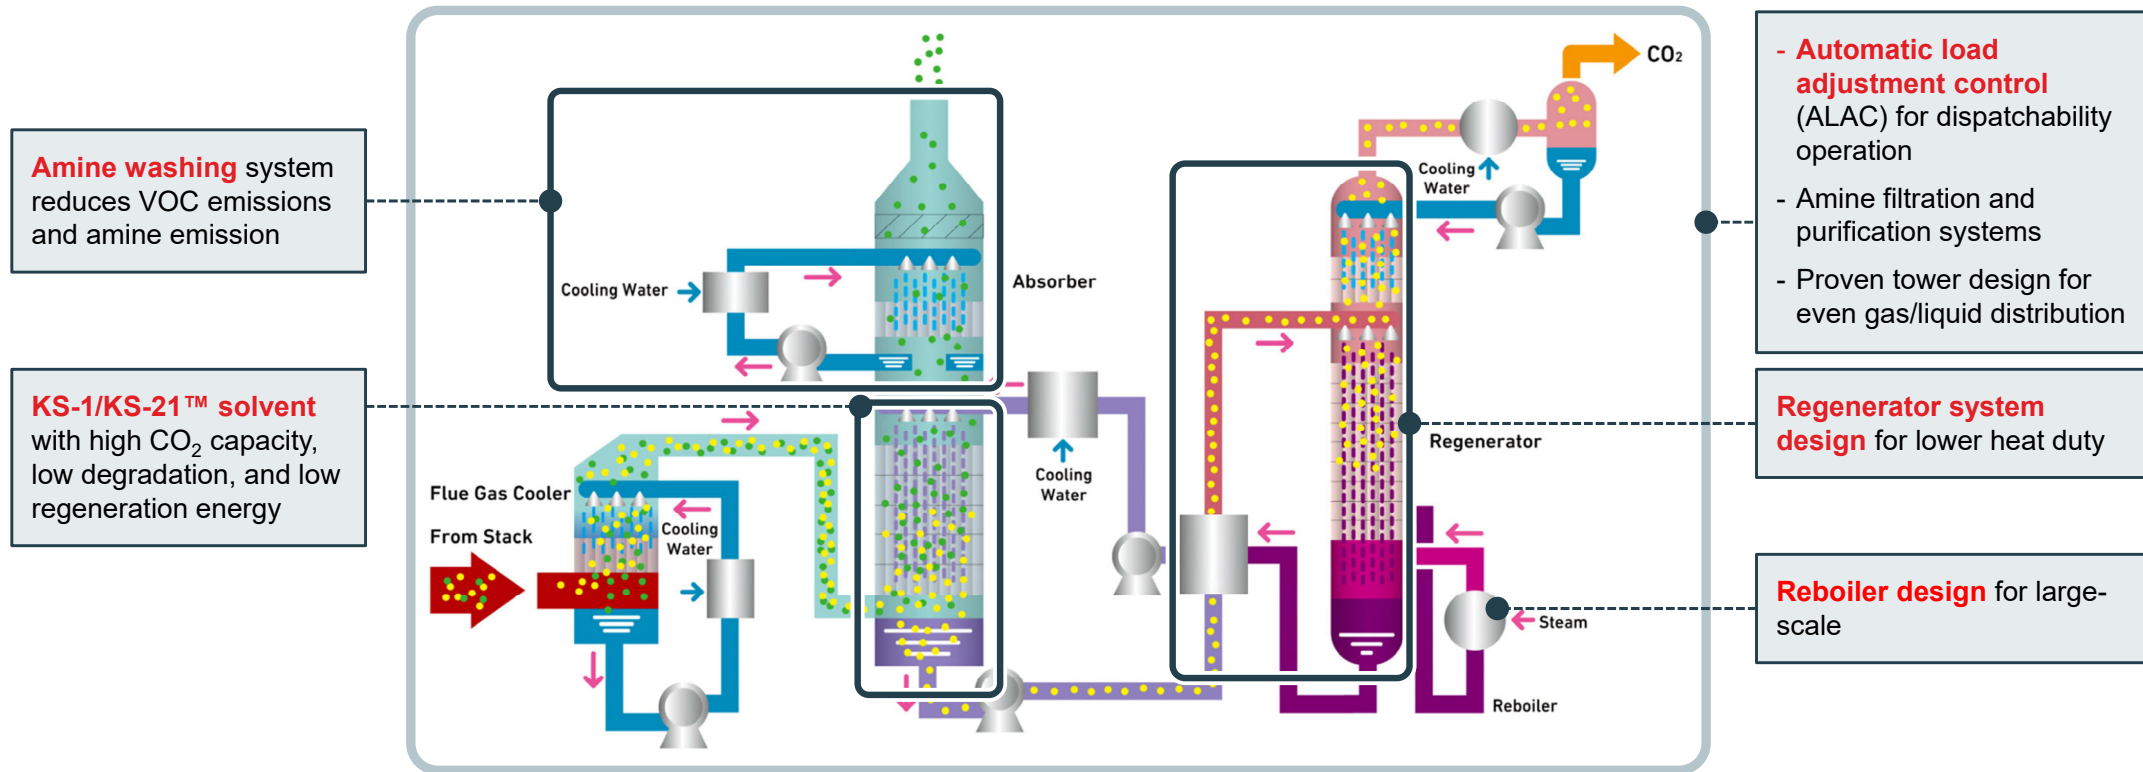 Amine washing system
reduces VOC emissions
and amine emission
KS-1/KS-21™ solvent
with high CO₂ capacity,
low degradation, and low
regeneration energy
Cooling Water
Absorber
Flue Gas Cooler
From Stack
Cooling
Water
Cooling
Water
CO₂
Cooling
Water
Regenerator
Steam
Reboiler
- Automatic load
adjustment control
(ALAC) for dispatchability
operation
- Amine filtration and
purification systems
- Proven tower design for
even gas/liquid distribution
Regenerator system
design for lower heat duty
Reboiler design for large-
scale